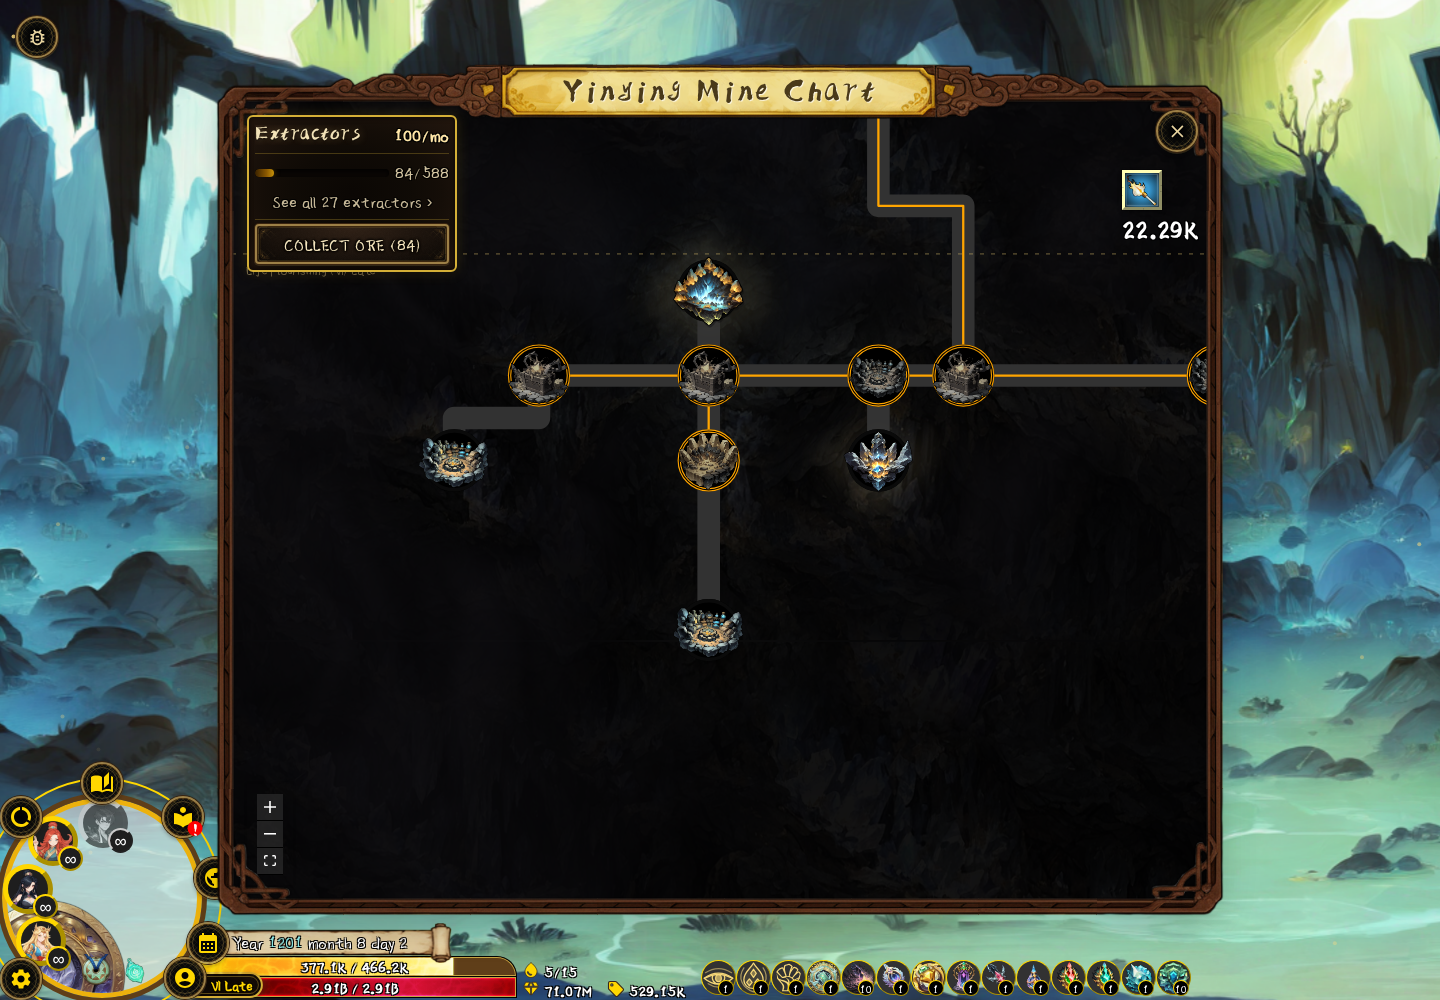 Yinying Mine Chart
Extractors 100/mo
84/588
See all 27 extractors >
COLLECT ORE (84)
22.29K
Year 1201 month 8 day 2
377.1K / 466.2K
VI Late
2.91B / 2.91B
5/15
71.07M
529.15K